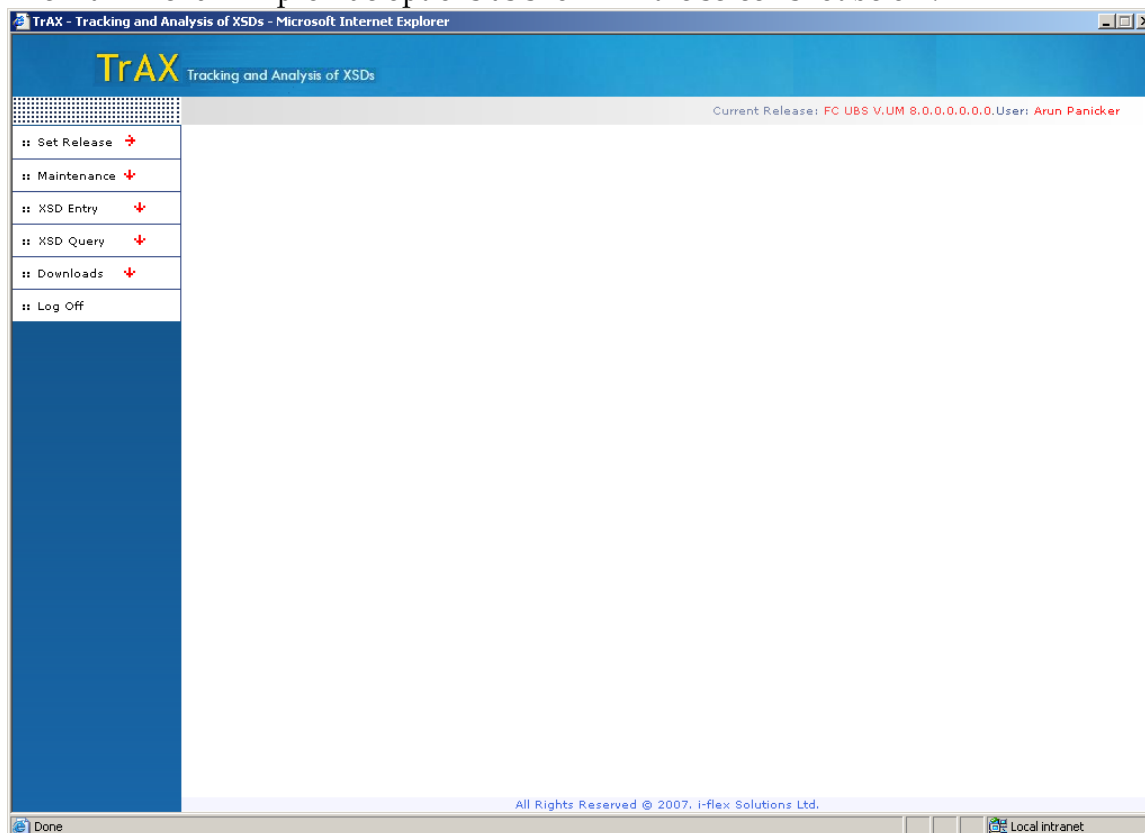 TrAX - Tracking and Analysis of XSDs - Microsoft Internet Explorer
TrAX Tracking and Analysis of XSDs
Current Release: FC UBS V.UM 8.0.0.0.0.0.0.User: Arun Panicker
:: Set Release
:: Maintenance
:: XSD Entry
:: XSD Query
:: Downloads
:: Log Off
All Rights Reserved @ 2007. i-flex Solutions Ltd.
Done
Local intranet